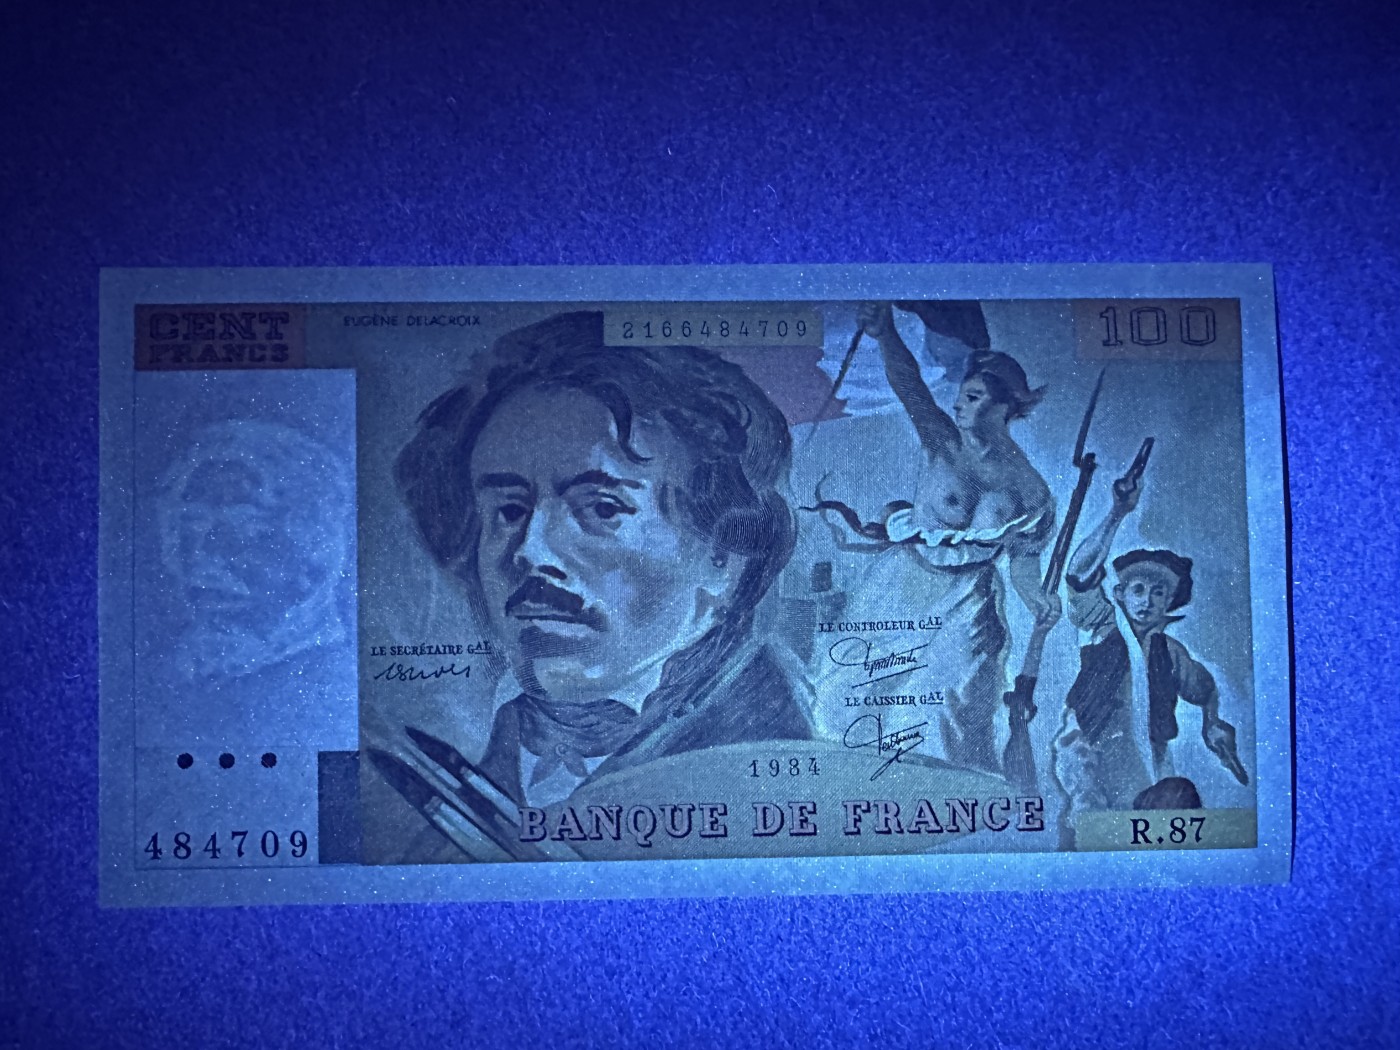 CENT
FRANCS
EUGÈNE DELACROIX
2166484709
100
LE SECRÉTAIRE GAL
LE CONTROLEUR GAL
LE CAISSIER GAL
1984
BANQUE DE FRANCE
484709
R.87